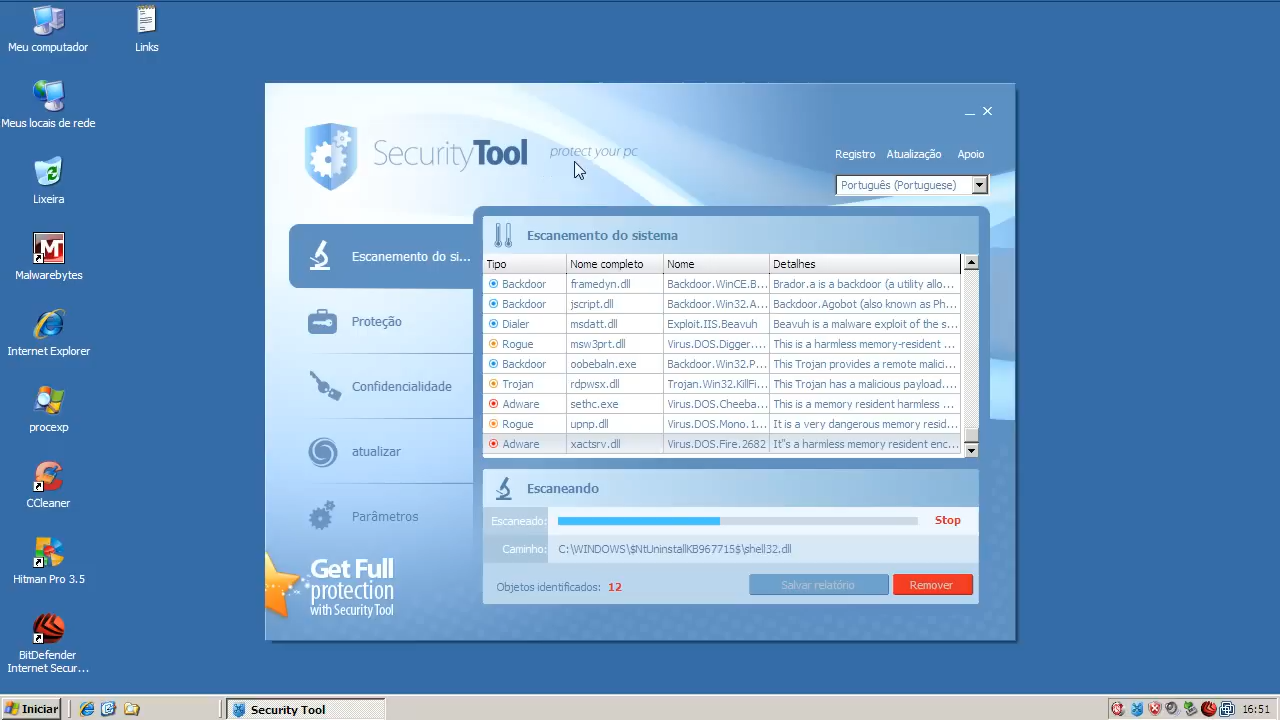 Meu computador
Links
Meus locais de rede
Lixeira
Malwarebytes
Internet Explorer
procexp
CCleaner
Hitman Pro 3.5
BitDefender
Internet Secur...
SecurityTool protect your pc
Registro Atualização Apoio
Português (Portuguese)
Escanemento do si...
Proteção
Confidencialidade
atualizar
Parâmetros
Get Full
protection
with Security Tool
Escanemento do sistema
Tipo Nome completo Nome Detalhes
Backdoor framedyn.dll Backdoor.WinCE.B... Brador.a is a backdoor (a utility allo...
Backdoor jscript.dll Backdoor.Win32.A... Backdoor.Agobot (also known as Ph...
Dialer msdatt.dll Exploit.IIS.Beavuh Beavuh is a malware exploit of the s...
Rogue msw3prt.dll Virus.DOS.Digger... This is a harmless memory-resident ...
Backdoor oobebaln.exe Backdoor.Win32.P... This Trojan provides a remote malici...
Trojan rdpwsx.dll Trojan.Win32.KillFi... This Trojan has a malicious payload....
Adware sethc.exe Virus.DOS.Cheeba... This is a memory resident harmless ...
Rogue upnp.dll Virus.DOS.Mono.1... It is a very dangerous memory resid...
Adware xactsrv.dll Virus.DOS.Fire.2682 It"s a harmless memory resident enc...
Escaneando
Escaneado: Stop
Caminho: C:\WINDOWS\$NtUninstallKB967715$\shell32.dll
Objetos identificados: 12 Salvar relatório Remover
Iniciar Security Tool 16:51